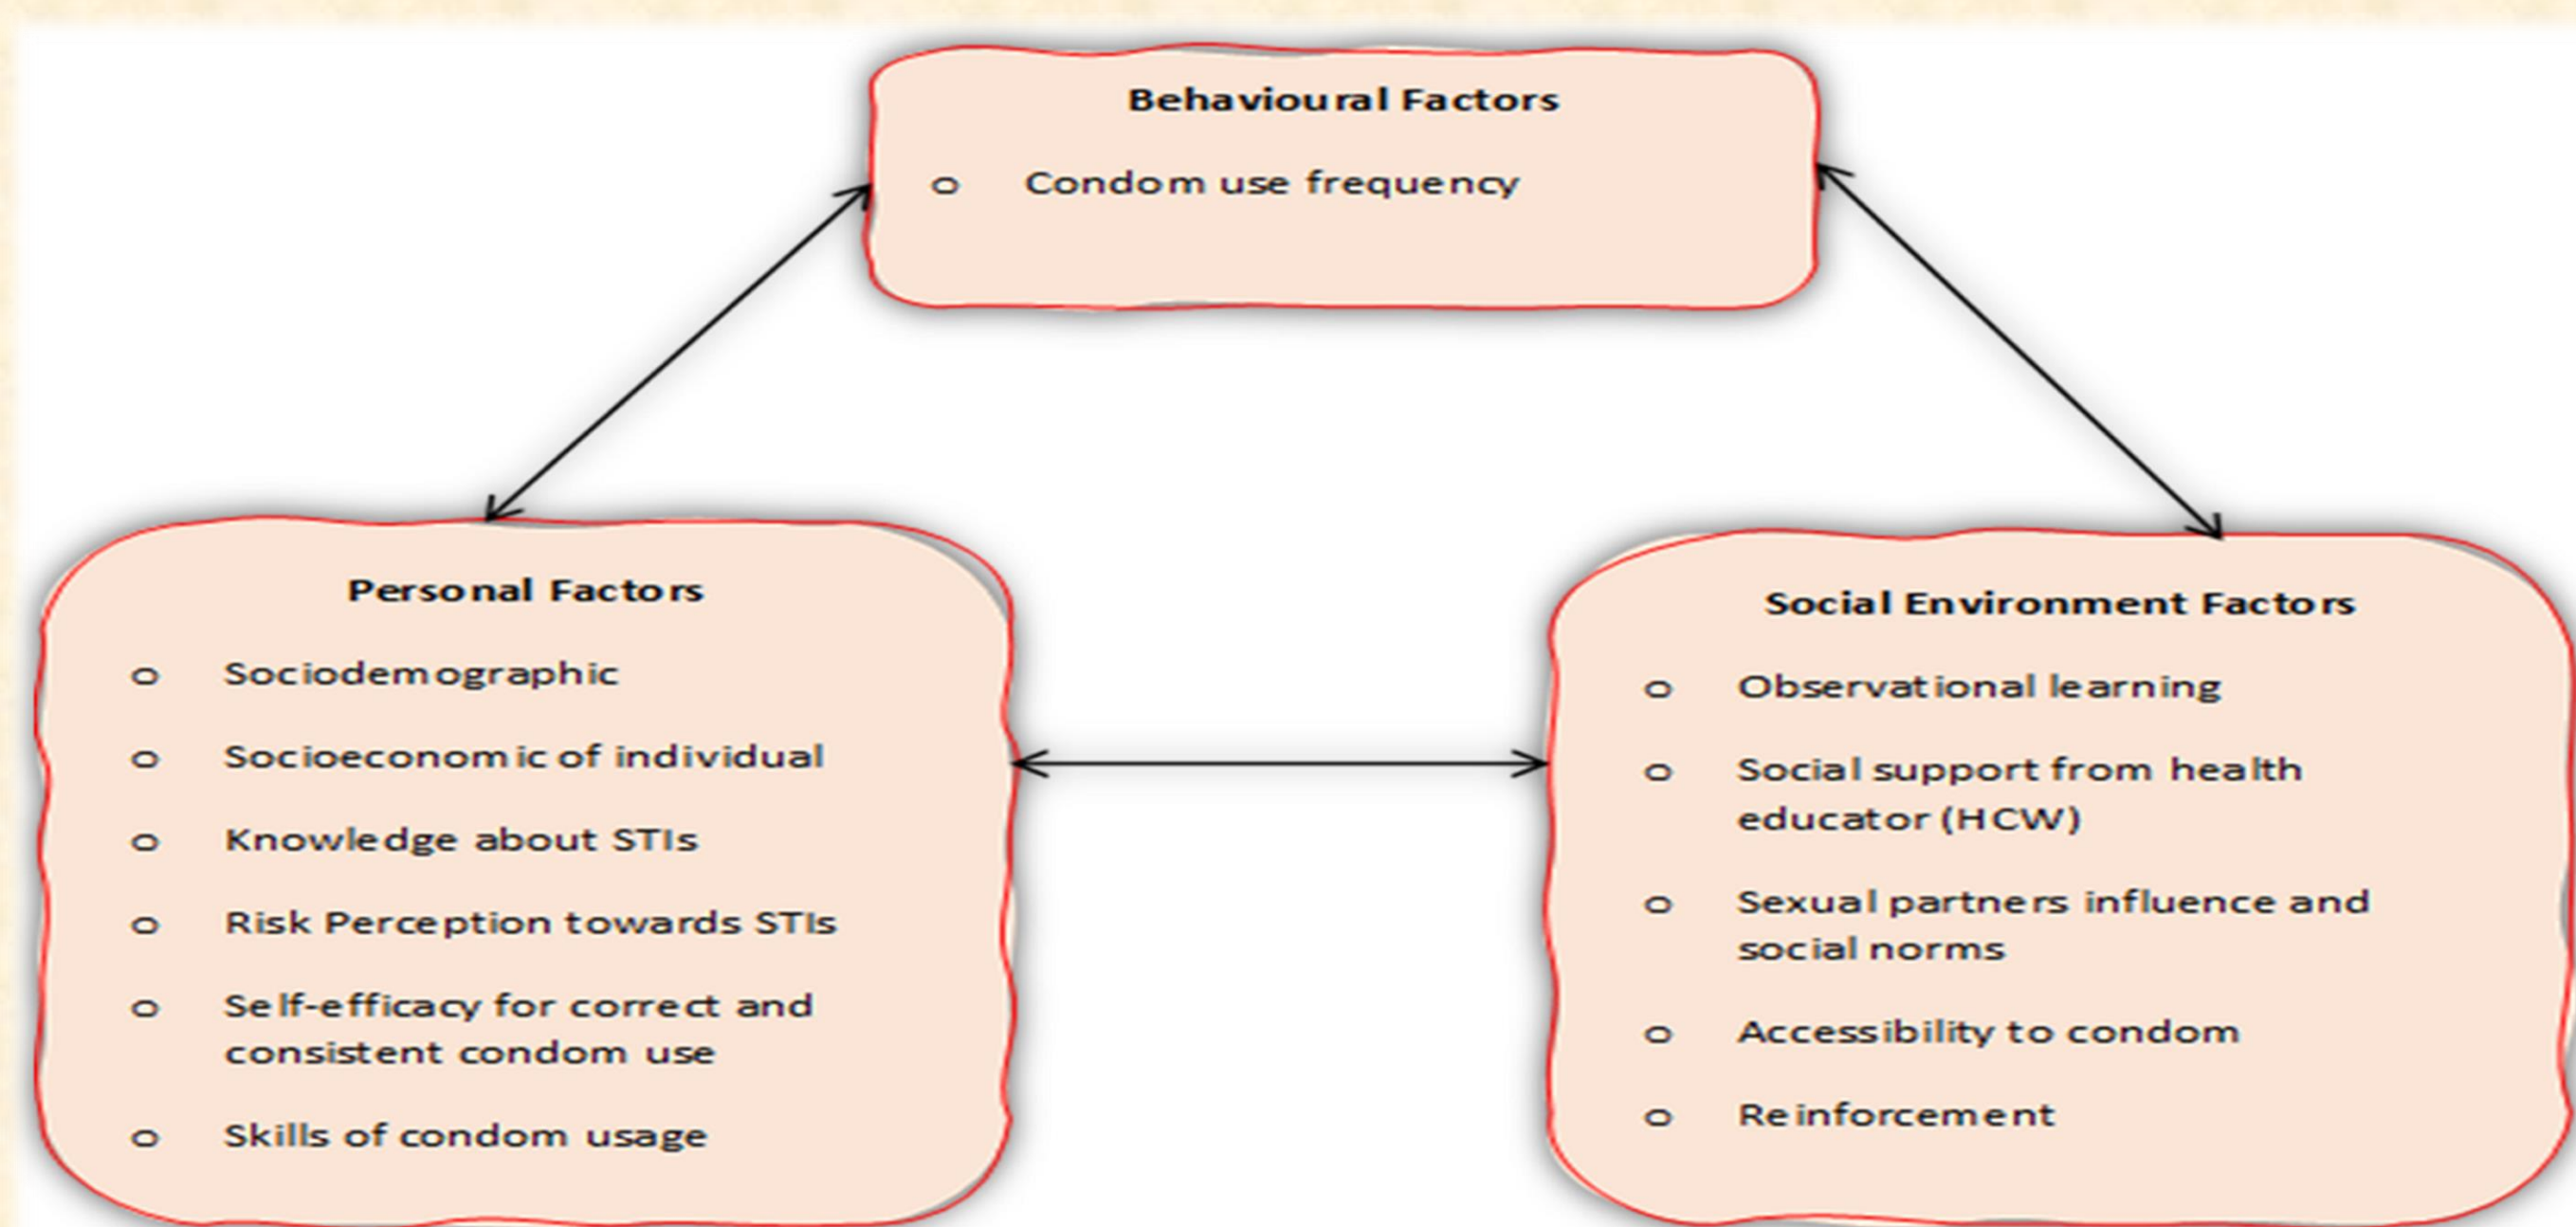 Behavioural Factors
o Condom use frequency
Personal Factors
o Sociodemographic
o Socioeconomic of individual
o Knowledge about STIs
o Risk Perception towards STIs
o Self-efficacy for correct and
consistent condom use
o Skills of condom usage
Social Environment Factors
o Observational learning
o Social support from health
educator (HCW)
o Sexual partners influence and
social norms
o Accessibility to condom
o Reinforcement